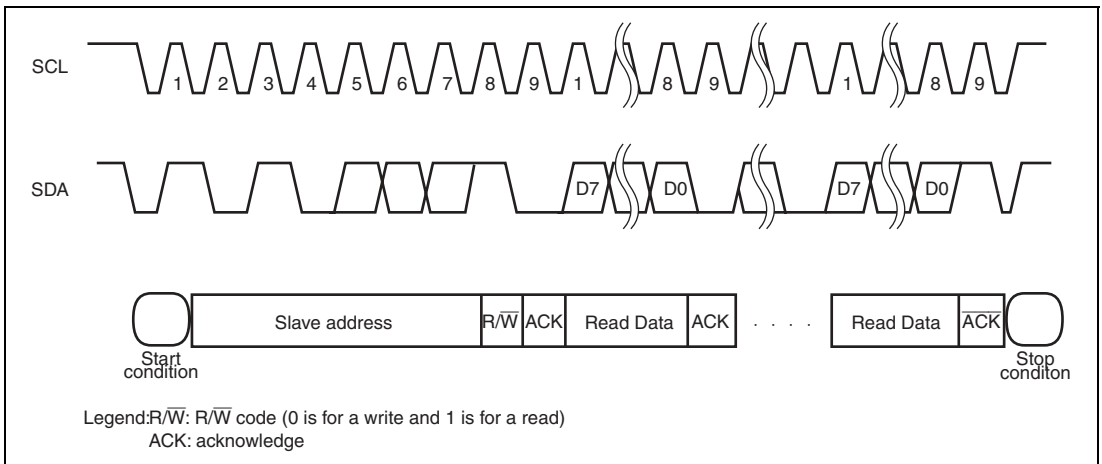 SCL
1 2 3 4 5 6 7 8 9 1 8 9 1 8 9
SDA
D7 D0 D7 D0
Slave address R/W̅ ACK Read Data ACK · · · · Read Data A̅C̅K̅
Start
condition
Stop
conditon
Legend:R/W̅: R/W̅ code (0 is for a write and 1 is for a read)
ACK: acknowledge